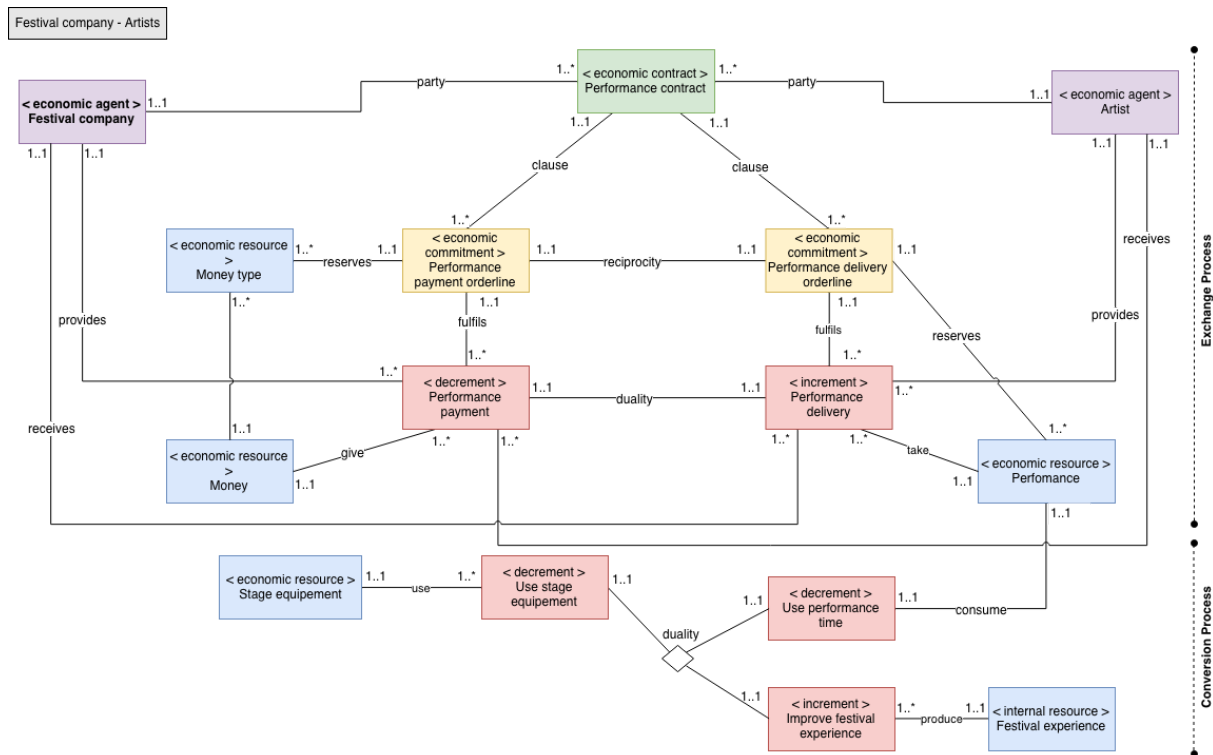 Festival company - Artists
1..*
< economic contract >
Performance contract
1..*
party
party
< economic agent >
Festival company
1..1
1..1
< economic agent >
Artist
1..1
1..1
1..1
1..1
1..1
1..1
clause
clause
receives
1..*
1..*
< economic resource
>
Money type
1..*
reserves
1..1
< economic
commitment >
Performance
payment orderline
1..1
reciprocity
1..1
< economic
commitment >
Performance delivery
orderline
1..1
1..*
1..1
1..1
provides
fulfils
fulfils
provides
reserves
1..*
1..*
1..*
< decrement >
Performance
payment
1..1
duality
1..1
< increment >
Performance
delivery
1..*
receives
1..1
1..*
1..*
1..*
1..*
1..*
< economic resource
>
Money
give
1..1
take
1..1
< economic resource >
Perfomance
1..1
Exchange Process
< economic resource >
Stage equipement
1..1
use
1..*
< decrement >
Use stage
equipement
1..1
1..1
< decrement >
Use performance
time
1..1
consume
duality
1..1
< increment >
Improve festival
experience
1..*
produce
1..1
< internal resource >
Festival experience
Conversion Process